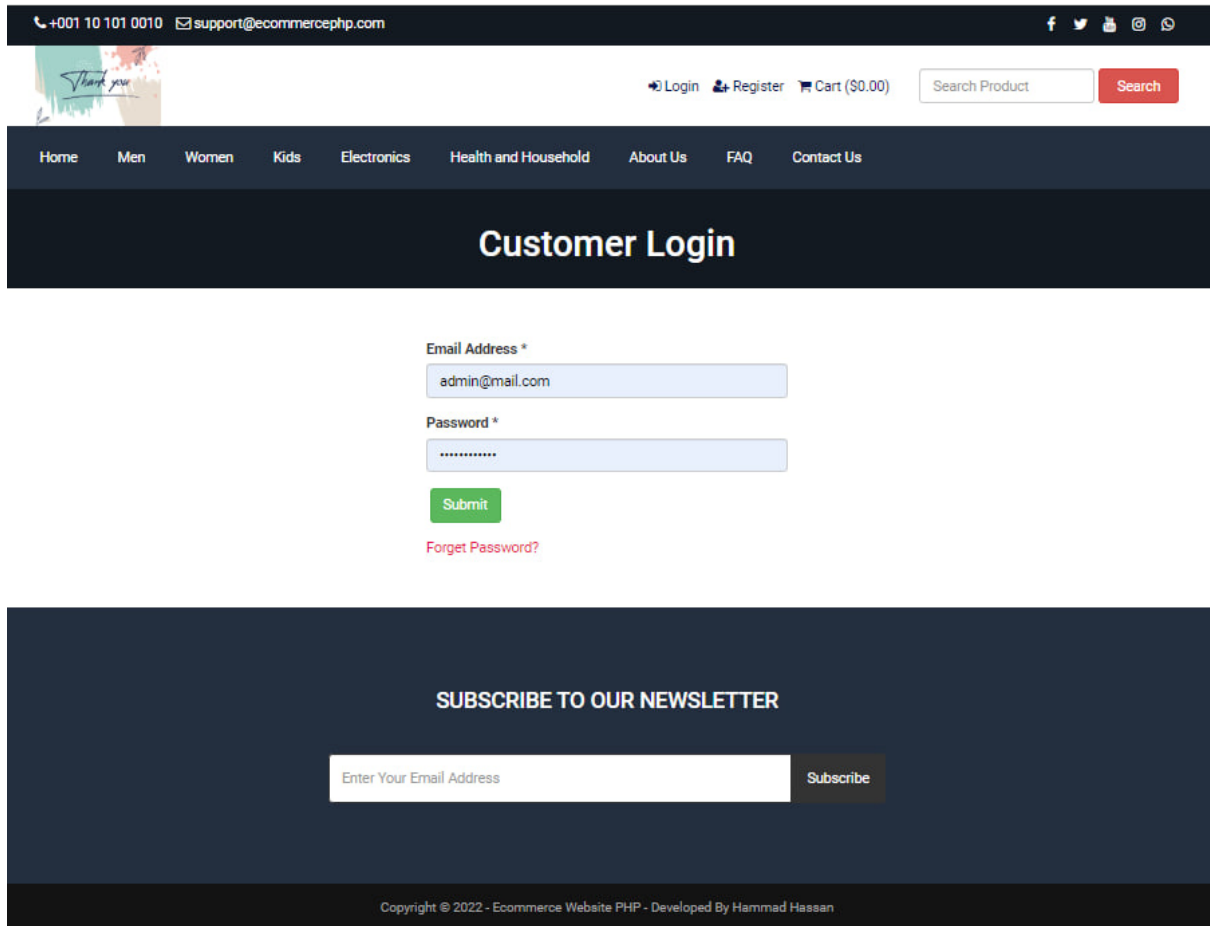 +001 10 101 0010 support@ecommercephp.com
Thank you
Login Register Cart ($0.00) Search Product Search
Home Men Women Kids Electronics Health and Household About Us FAQ Contact Us
Customer Login
Email Address *
admin@mail.com
Password *
••••••••••••
Submit
Forget Password?
SUBSCRIBE TO OUR NEWSLETTER
Enter Your Email Address Subscribe
Copyright © 2022 - Ecommerce Website PHP - Developed By Hammad Hassan